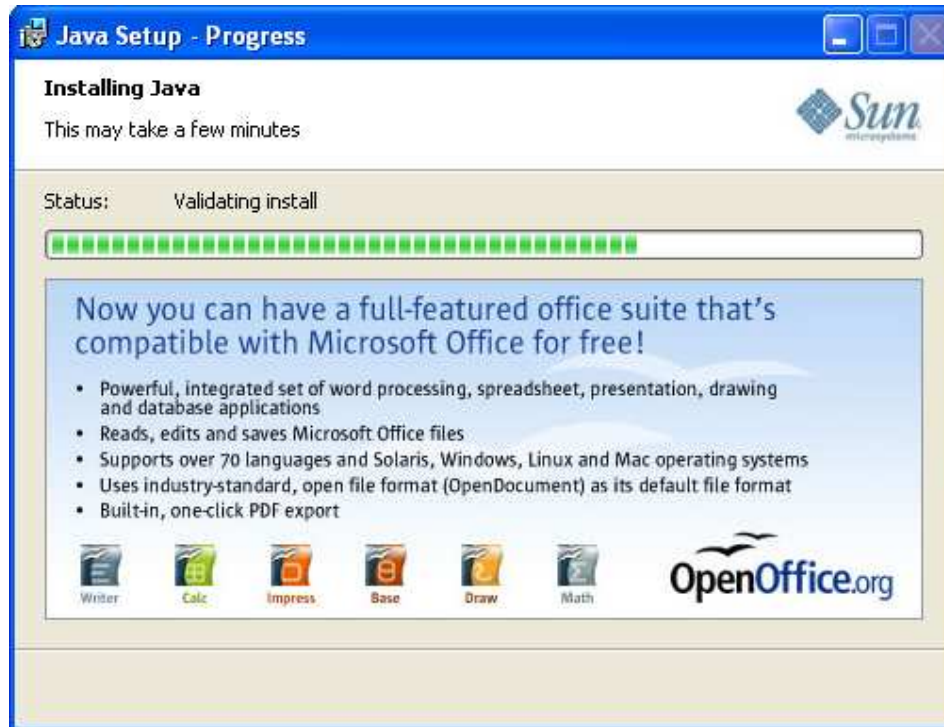 Java Setup - Progress
Installing Java
This may take a few minutes
Sun
microsystems
Status: Validating install
Now you can have a full-featured office suite that's
compatible with Microsoft Office for free!
• Powerful, integrated set of word processing, spreadsheet, presentation, drawing
and database applications
• Reads, edits and saves Microsoft Office files
• Supports over 70 languages and Solaris, Windows, Linux and Mac operating systems
• Uses industry-standard, open file format (OpenDocument) as its default file format
• Built-in, one-click PDF export
Writer Calc Impress Base Draw Math
OpenOffice.org